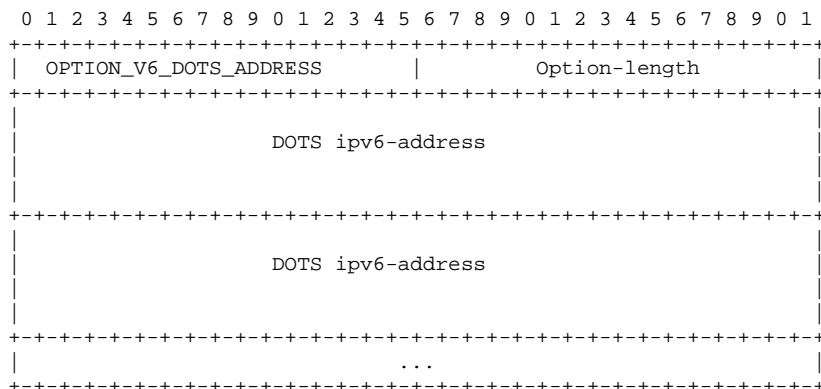 0 1 2 3 4 5 6 7 8 9 0 1 2 3 4 5 6 7 8 9 0 1 2 3 4 5 6 7 8 9 0 1
+-+-+-+-+-+-+-+-+-+-+-+-+-+-+-+-+-+-+-+-+-+-+-+-+-+-+-+-+-+-+-+-+
| OPTION_V6_DOTS_ADDRESS | Option-length |
+-+-+-+-+-+-+-+-+-+-+-+-+-+-+-+-+-+-+-+-+-+-+-+-+-+-+-+-+-+-+-+-+
| |
| DOTS ipv6-address |
| |
| |
+-+-+-+-+-+-+-+-+-+-+-+-+-+-+-+-+-+-+-+-+-+-+-+-+-+-+-+-+-+-+-+-+
| |
| DOTS ipv6-address |
| |
| |
+-+-+-+-+-+-+-+-+-+-+-+-+-+-+-+-+-+-+-+-+-+-+-+-+-+-+-+-+-+-+-+-+
| ... |
+-+-+-+-+-+-+-+-+-+-+-+-+-+-+-+-+-+-+-+-+-+-+-+-+-+-+-+-+-+-+-+-+